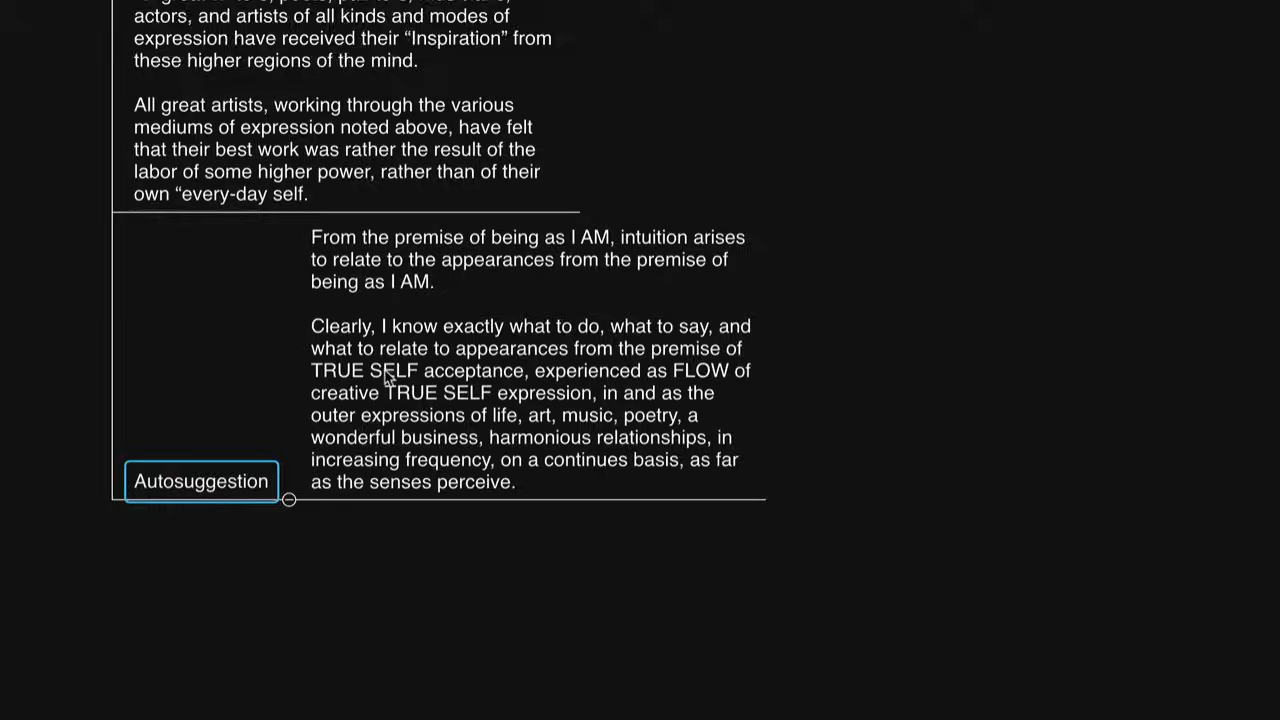 actors, and artists of all kinds and modes of
expression have received their “Inspiration” from
these higher regions of the mind.
All great artists, working through the various
mediums of expression noted above, have felt
that their best work was rather the result of the
labor of some higher power, rather than of their
own “every-day self.
From the premise of being as I AM, intuition arises
to relate to the appearances from the premise of
being as I AM.
Clearly, I know exactly what to do, what to say, and
what to relate to appearances from the premise of
TRUE SELF acceptance, experienced as FLOW of
creative TRUE SELF expression, in and as the
outer expressions of life, art, music, poetry, a
wonderful business, harmonious relationships, in
increasing frequency, on a continues basis, as far
as the senses perceive.
Autosuggestion